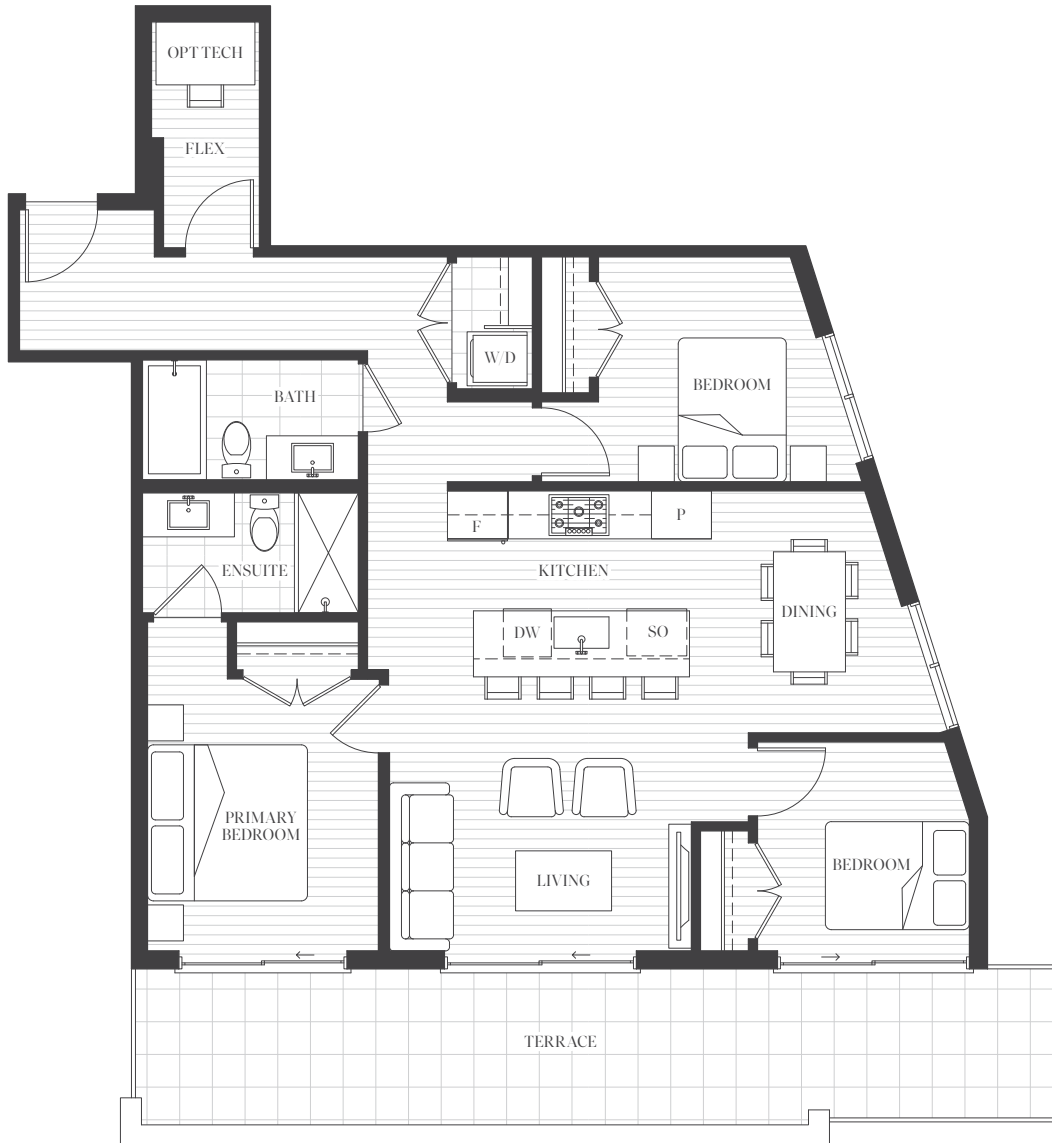 OPT TECH
FLEX
W/D
BEDROOM
BATH
F
P
ENSUITE
KITCHEN
DINING
DW
SO
PRIMARY
BEDROOM
LIVING
BEDROOM
TERRACE